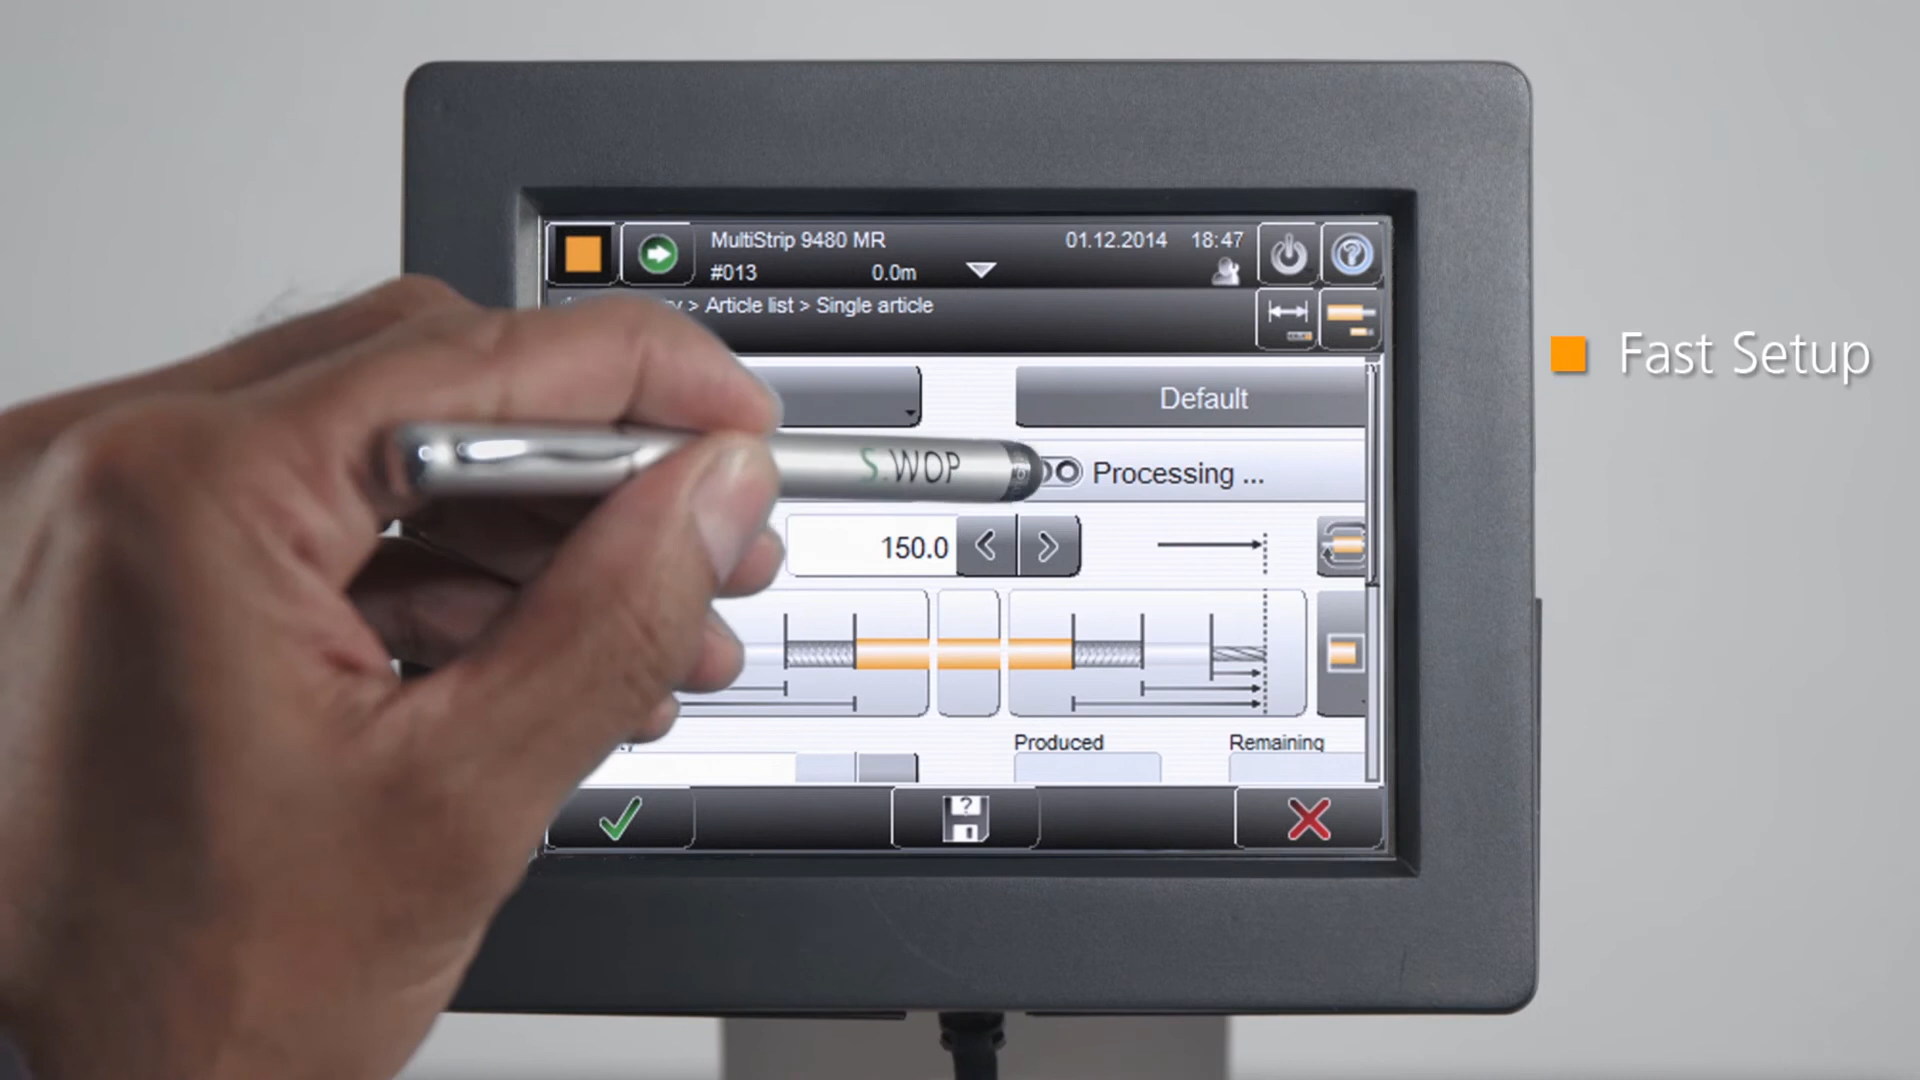 MultiStrip 9480 MR
01.12.2014 18:47
#013 0.0m
> Article list > Single article
Fast Setup
Default
S.WOP
Processing ...
150.0
Produced
Remaining